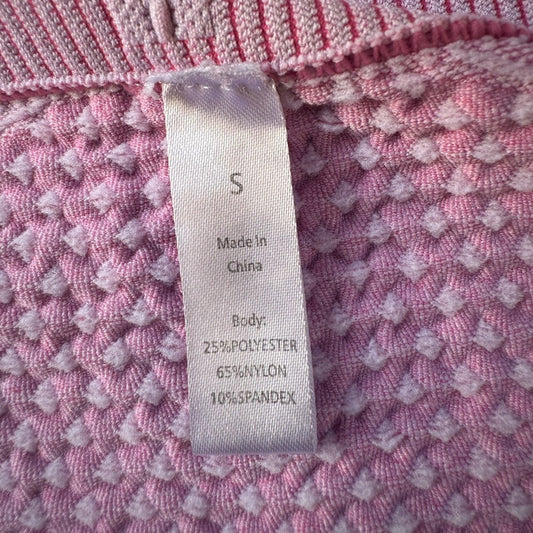 S
Made in
China
Body:
25%POLYESTER
65%NYLON
10%SPANDEX